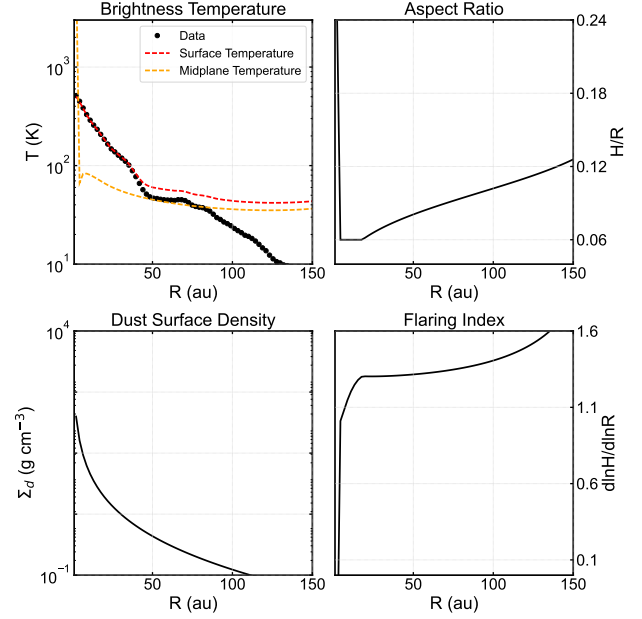 Brightness Temperature
Data
Surface Temperature
Midplane Temperature
10³
10²
10¹
T (K)
50 100 150
R (au)
Aspect Ratio
0.24
0.18
0.12
0.06
H/R
50 100 150
R (au)
Dust Surface Density
10⁴
10⁻¹
Σd (g cm⁻³)
50 100 150
R (au)
Flaring Index
1.6
1.1
0.6
0.1
dlnH/dlnR
50 100 150
R (au)